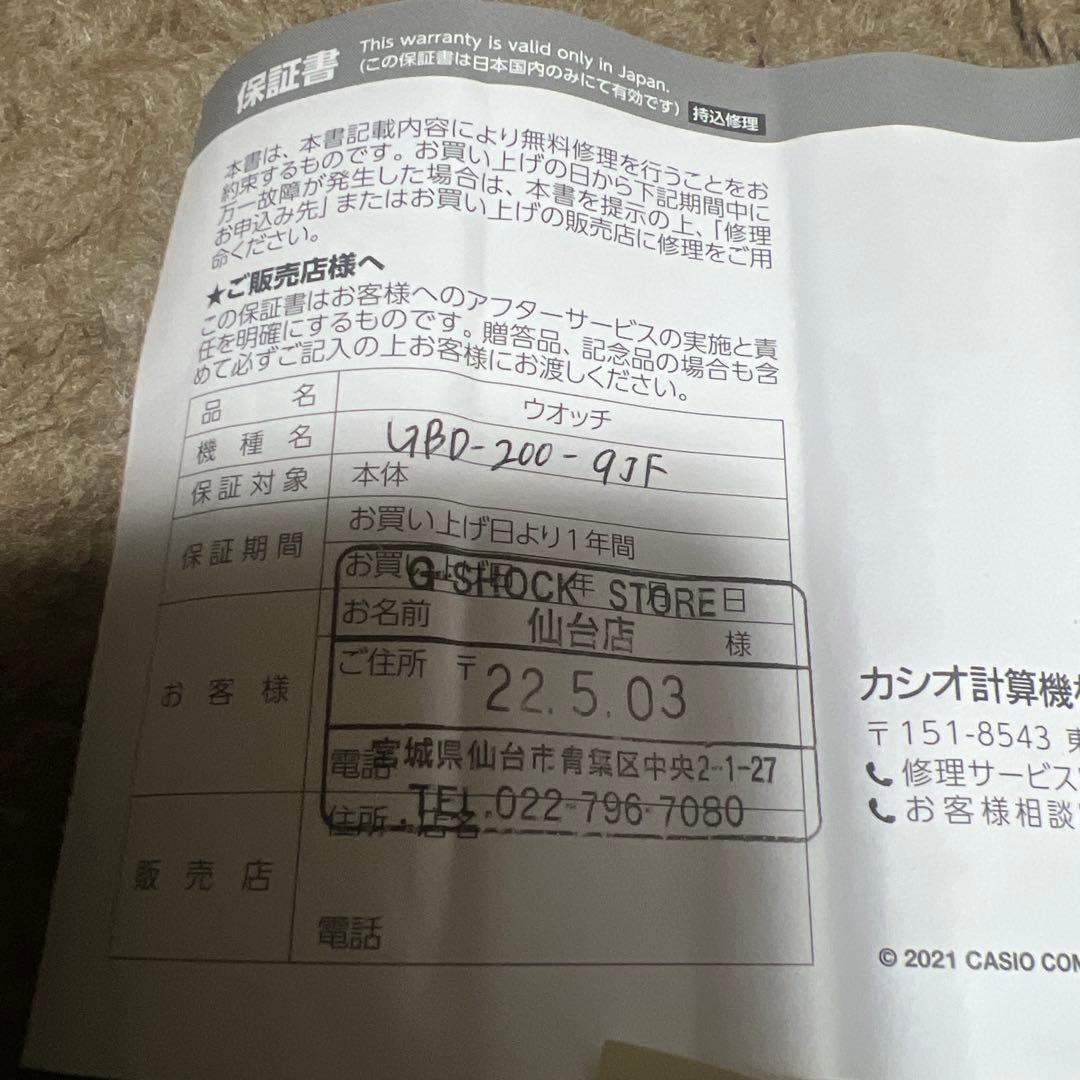 保証書
This warranty is valid only in Japan.
(この保証書は日本国内のみにて有効です) 持込修理
本書は、本書記載内容により無料修理を行うことをお
約束するものです。お買い上げの日から下記期間中に
万一故障が発生した場合は、本書を提示の上、「修理
お申込み先」またはお買い上げの販売店に修理をご用
命ください。
★ご販売店様へ
この保証書はお客様へのアフターサービスの実施と責
任を明確にするものです。贈答品、記念品の場合も含
めて必ずご記入の上お客様にお渡しください。
品名 ウオッチ
機種名 GBD-200-9JF
保証対象 本体
保証期間 お買い上げ日より1年間
お買い上げ日 年 月 日
G-SHOCK STORE
お客様 お名前 様
仙台店
ご住所 〒
22.5.03
電話
宮城県仙台市青葉区中央2-1-27
TEL.022-796-7080
販売店 住所・店名
電話
カシオ計算機
〒151-8543
修理サービス
お客様相談
© 2021 CASIO